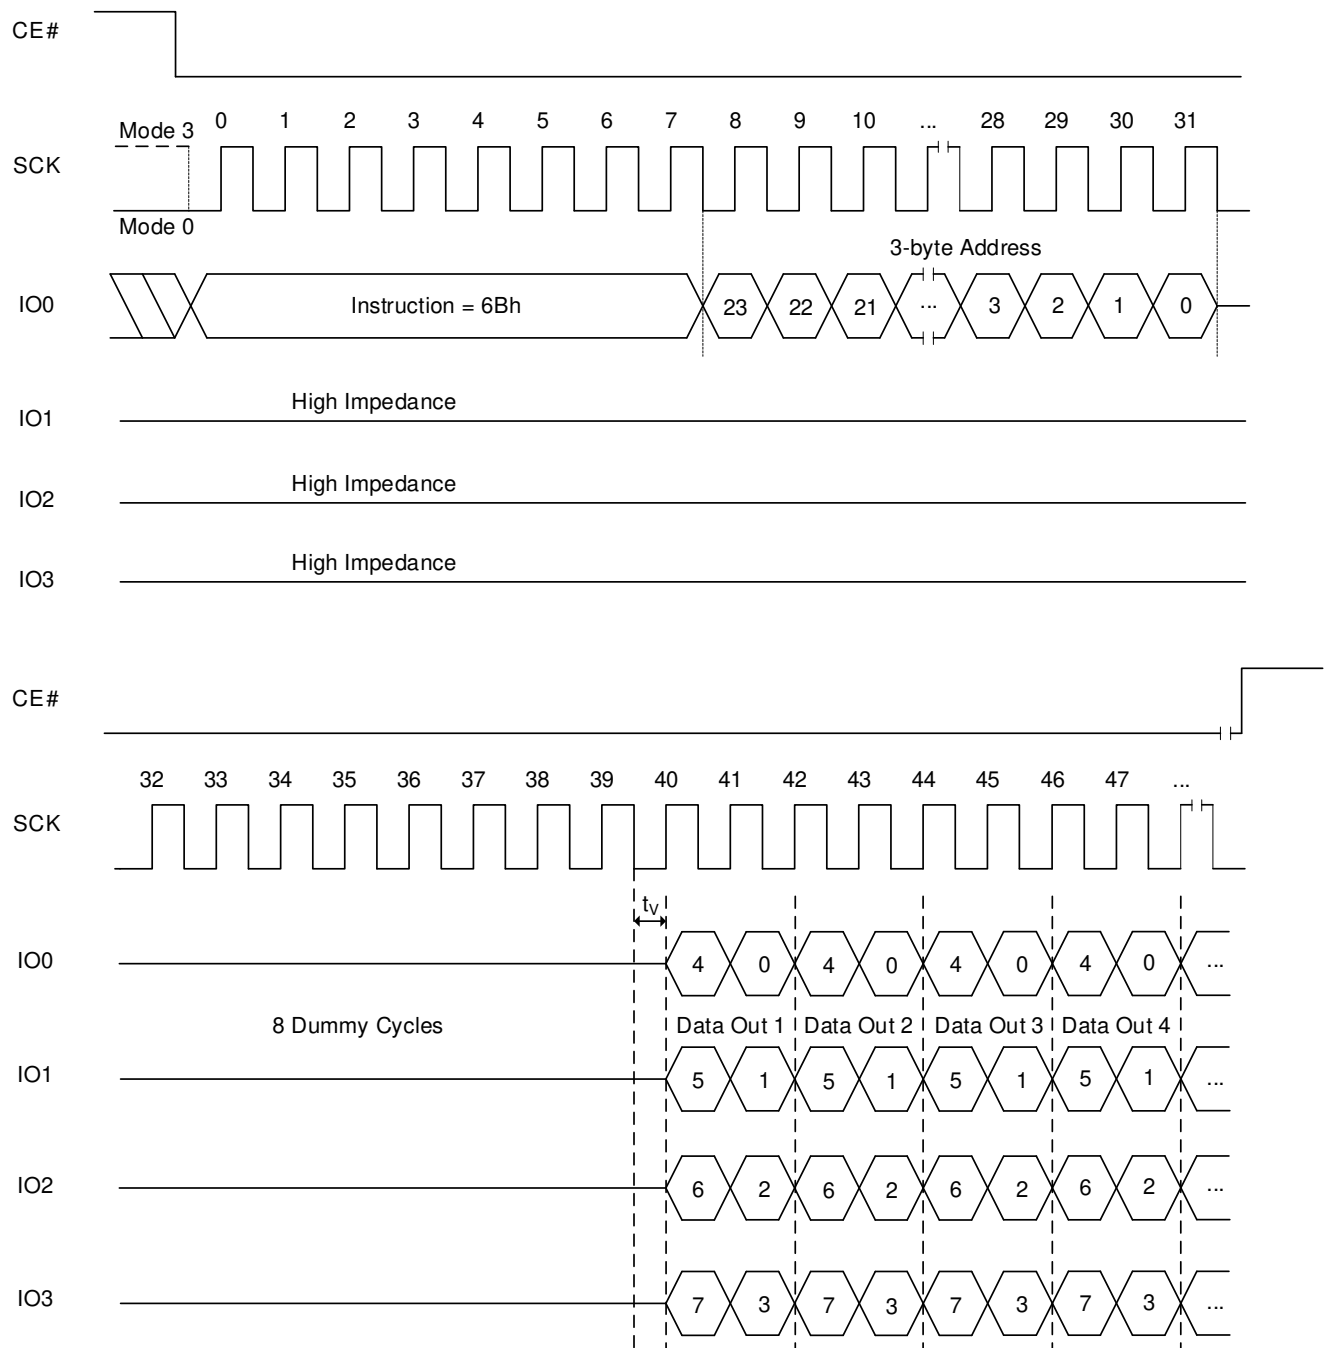 CE#
Mode 3 0 1 2 3 4 5 6 7 8 9 10 ... 28 29 30 31
SCK
Mode 0
3-byte Address
IO0 Instruction = 6Bh 23 22 21 ... 3 2 1 0
High Impedance
IO1
High Impedance
IO2
High Impedance
IO3
CE#
32 33 34 35 36 37 38 39 40 41 42 43 44 45 46 47 ...
SCK
tV
IO0 4 0 4 0 4 0 4 0 ...
8 Dummy Cycles Data Out 1 Data Out 2 Data Out 3 Data Out 4
IO1 5 1 5 1 5 1 5 1 ...
IO2 6 2 6 2 6 2 6 2 ...
IO3 7 3 7 3 7 3 7 3 ...